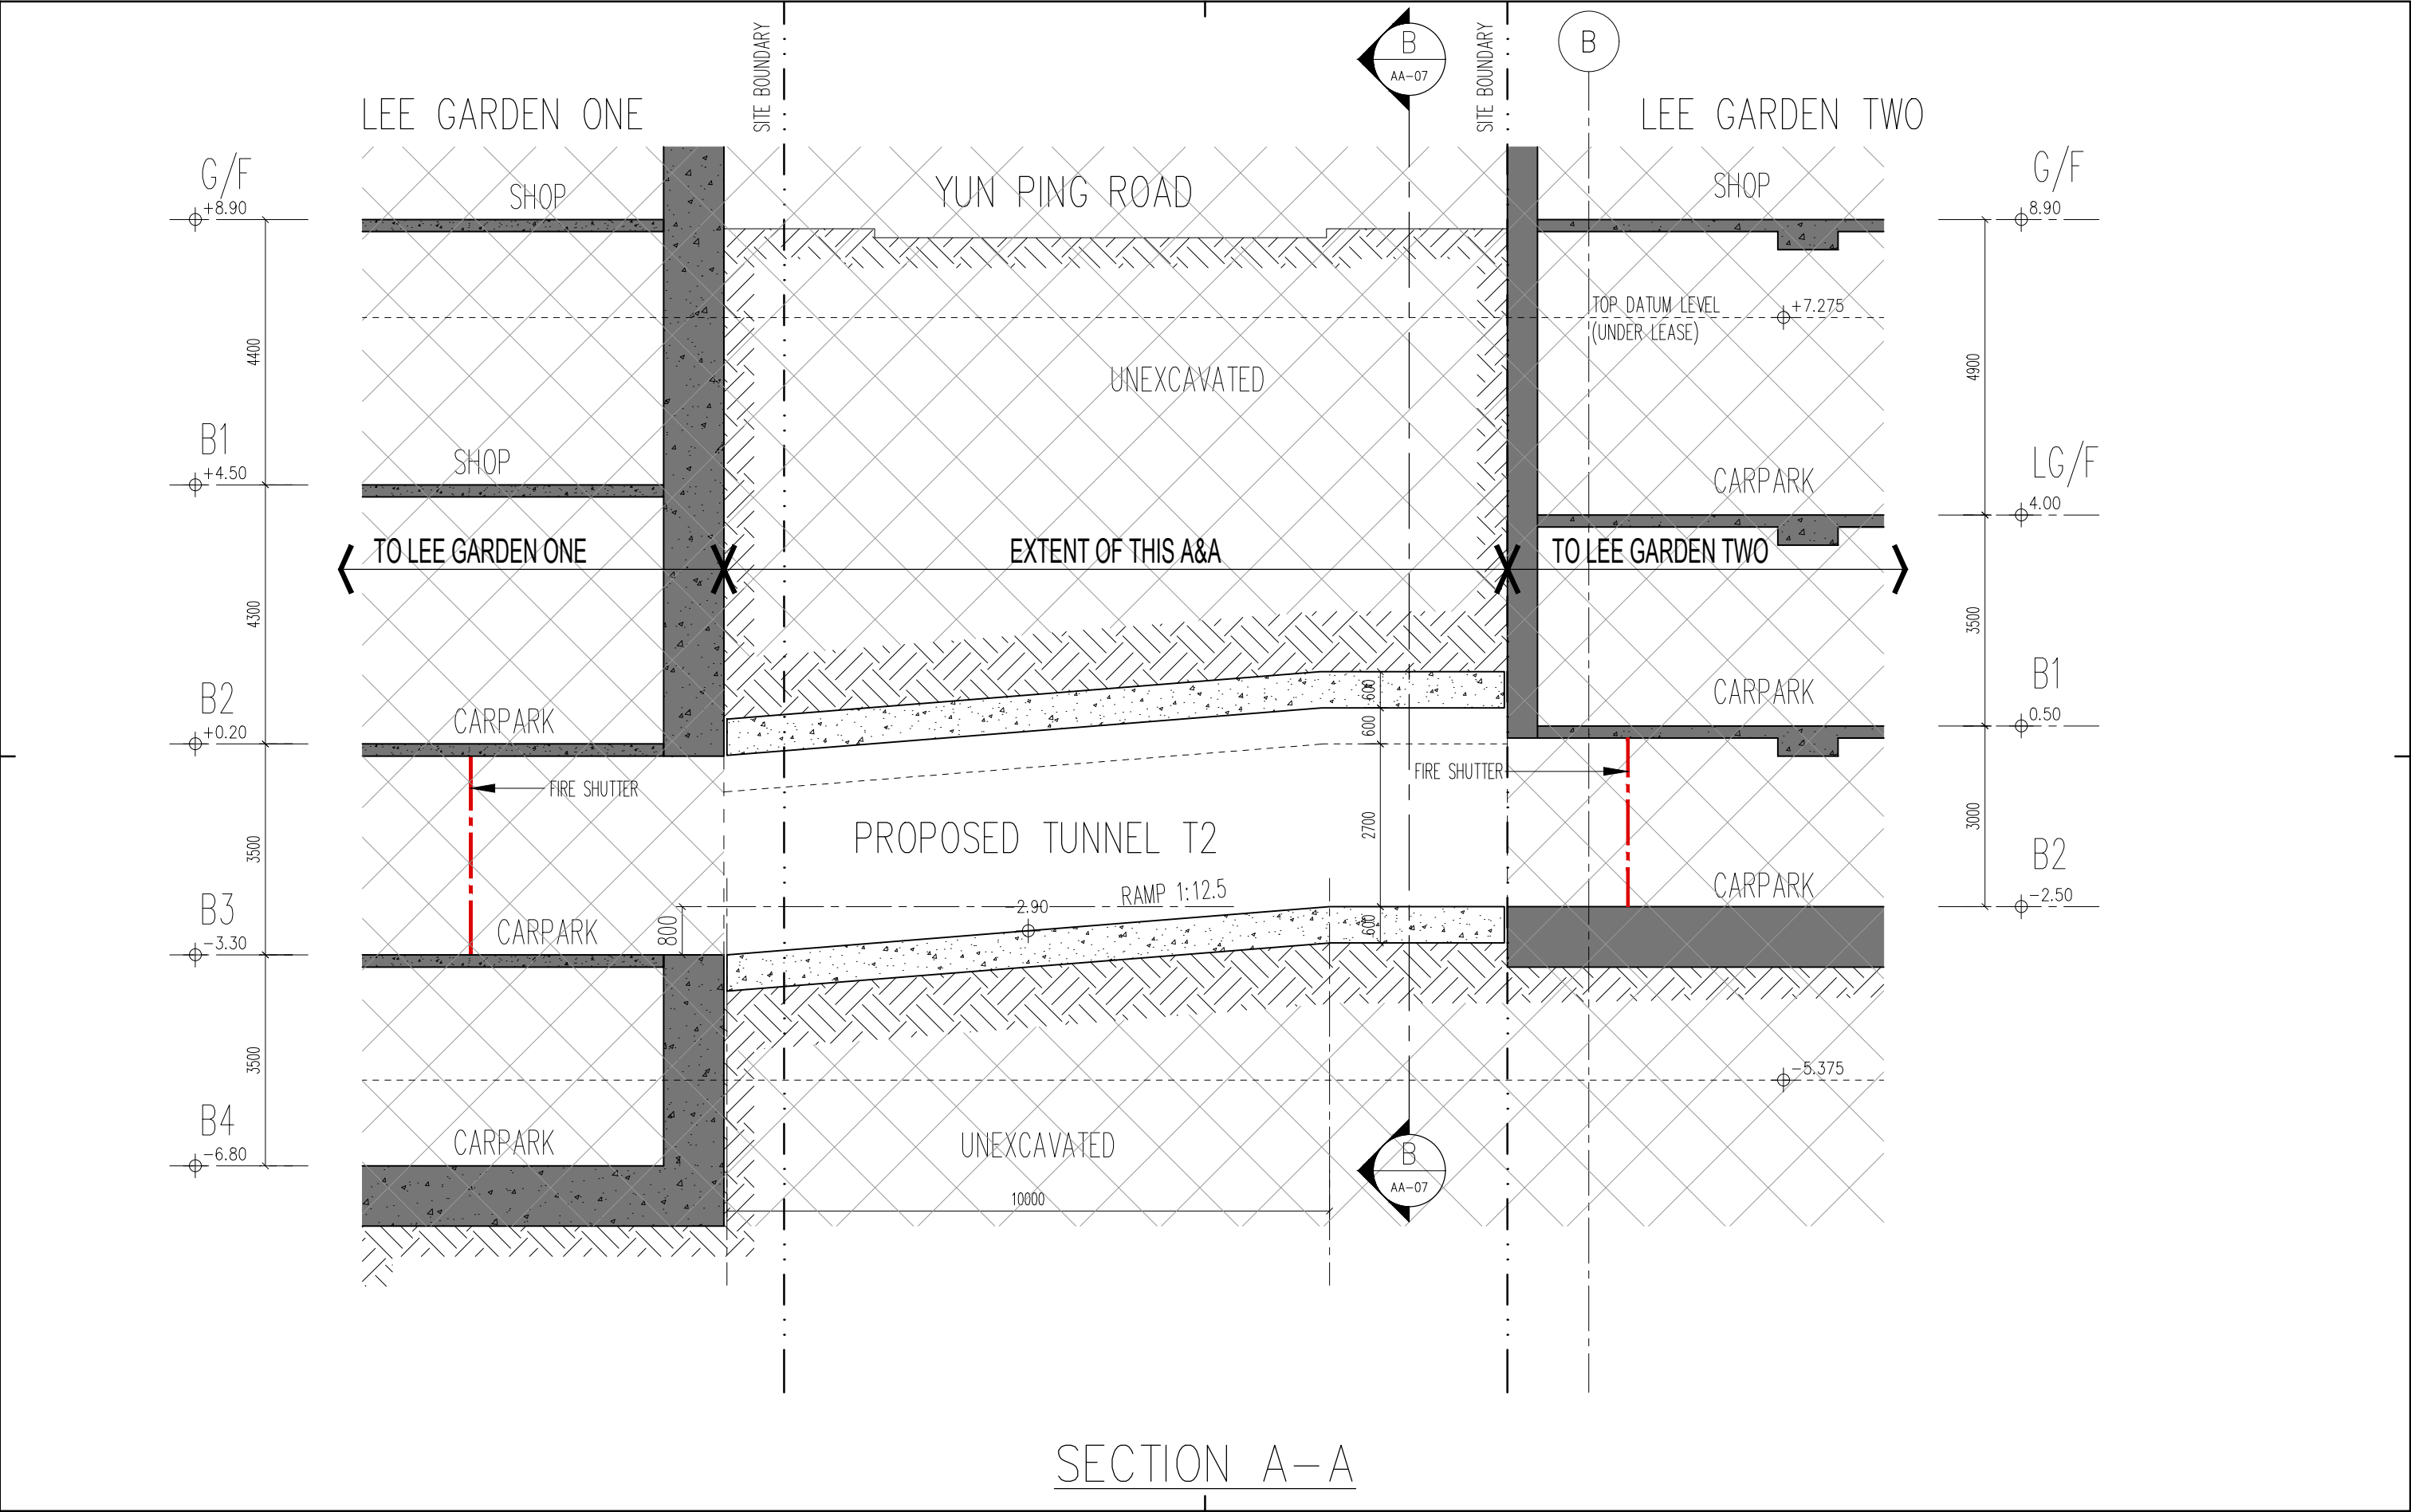 SITE BOUNDARY
B
AA-07
SITE BOUNDARY
B
LEE GARDEN ONE
LEE GARDEN TWO
G/F
+8.90
SHOP
YUN PING ROAD
SHOP
G/F
8.90
TOP DATUM LEVEL
(UNDER LEASE)
+7.275
4400
UNEXCAVATED
4900
B1
+4.50
SHOP
CARPARK
LG/F
4.00
TO LEE GARDEN ONE
EXTENT OF THIS A&A
TO LEE GARDEN TWO
4300
3500
B2
+0.20
CARPARK
600
600
CARPARK
B1
0.50
FIRE SHUTTER
FIRE SHUTTER
3500
PROPOSED TUNNEL T2
2700
3000
B2
-2.50
RAMP 1:12.5
CARPARK
B3
-3.30
CARPARK
800
-2.90
600
3500
-5.375
B4
-6.80
CARPARK
UNEXCAVATED
B
AA-07
10000
SECTION A-A